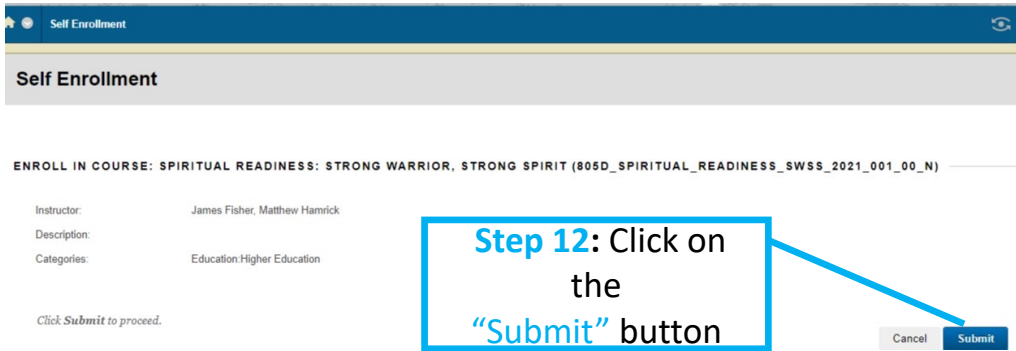 Self Enrollment
Self Enrollment
ENROLL IN COURSE: SPIRITUAL READINESS: STRONG WARRIOR, STRONG SPIRIT (805D_SPIRITUAL_READINESS_SWSS_2021_001_00_N)
Instructor: James Fisher, Matthew Hamrick
Description:
Categories: Education:Higher Education
Click Submit to proceed.
Step 12: Click on
the
“Submit” button
Cancel Submit